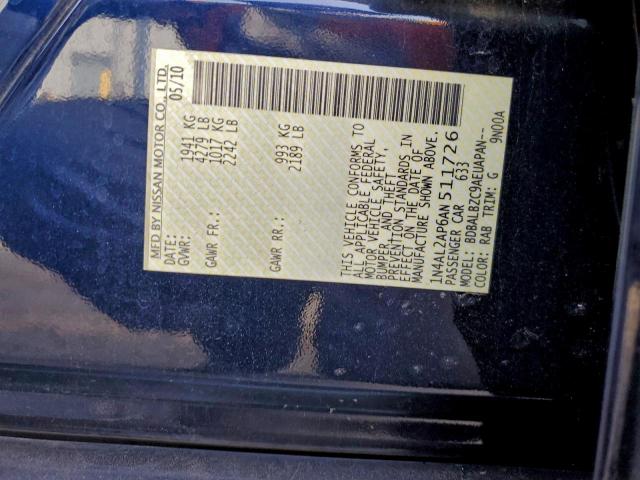 MFD BY NISSAN MOTOR CO., LTD.
DATE: 05/10
GVWR: 1941 KG
4279 LB
GAWR FR.: 1017 KG
2242 LB
GAWR RR.: 993 KG
2189 LB
THIS VEHICLE CONFORMS TO
ALL APPLICABLE FEDERAL
MOTOR VEHICLE SAFETY,
BUMPER, AND THEFT
PREVENTION STANDARDS IN
EFFECT ON THE DATE OF
MANUFACTURE SHOWN ABOVE.
1N4AL2AP6AN511726
PASSENGER CAR 633
MODEL: BDBALBZC9AEUAPAN--
COLOR: RAB TRIM: G 9N00A